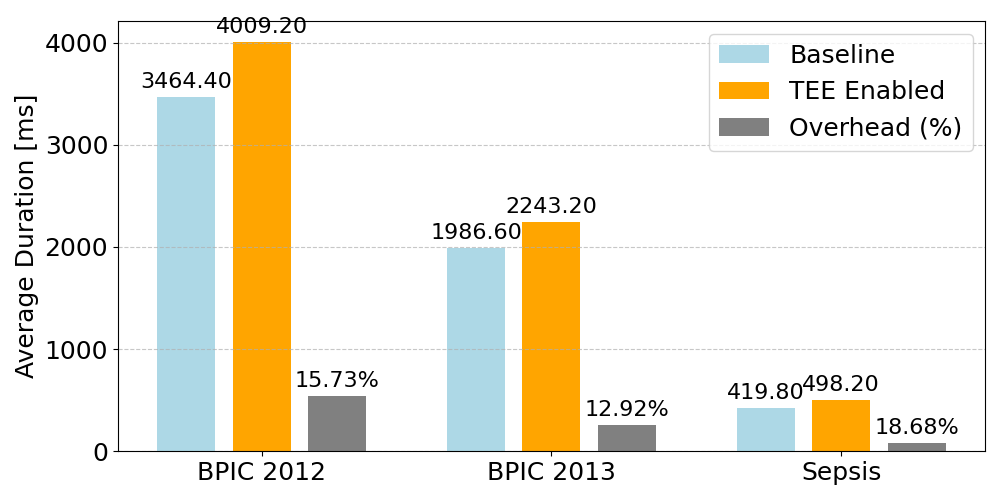 4009.20
3464.40
15.73%
2243.20
1986.60
12.92%
419.80
498.20
18.68%
Baseline
TEE Enabled
Overhead (%)
Average Duration [ms]
4000
3000
2000
1000
0
BPIC 2012
BPIC 2013
Sepsis